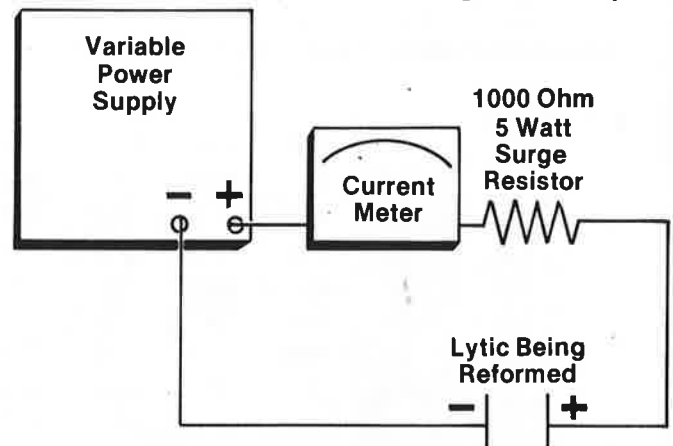 Variable
Power
Supply
- +
Current
Meter
1000 Ohm
5 Watt
Surge
Resistor
Lytic Being
Reformed
- +